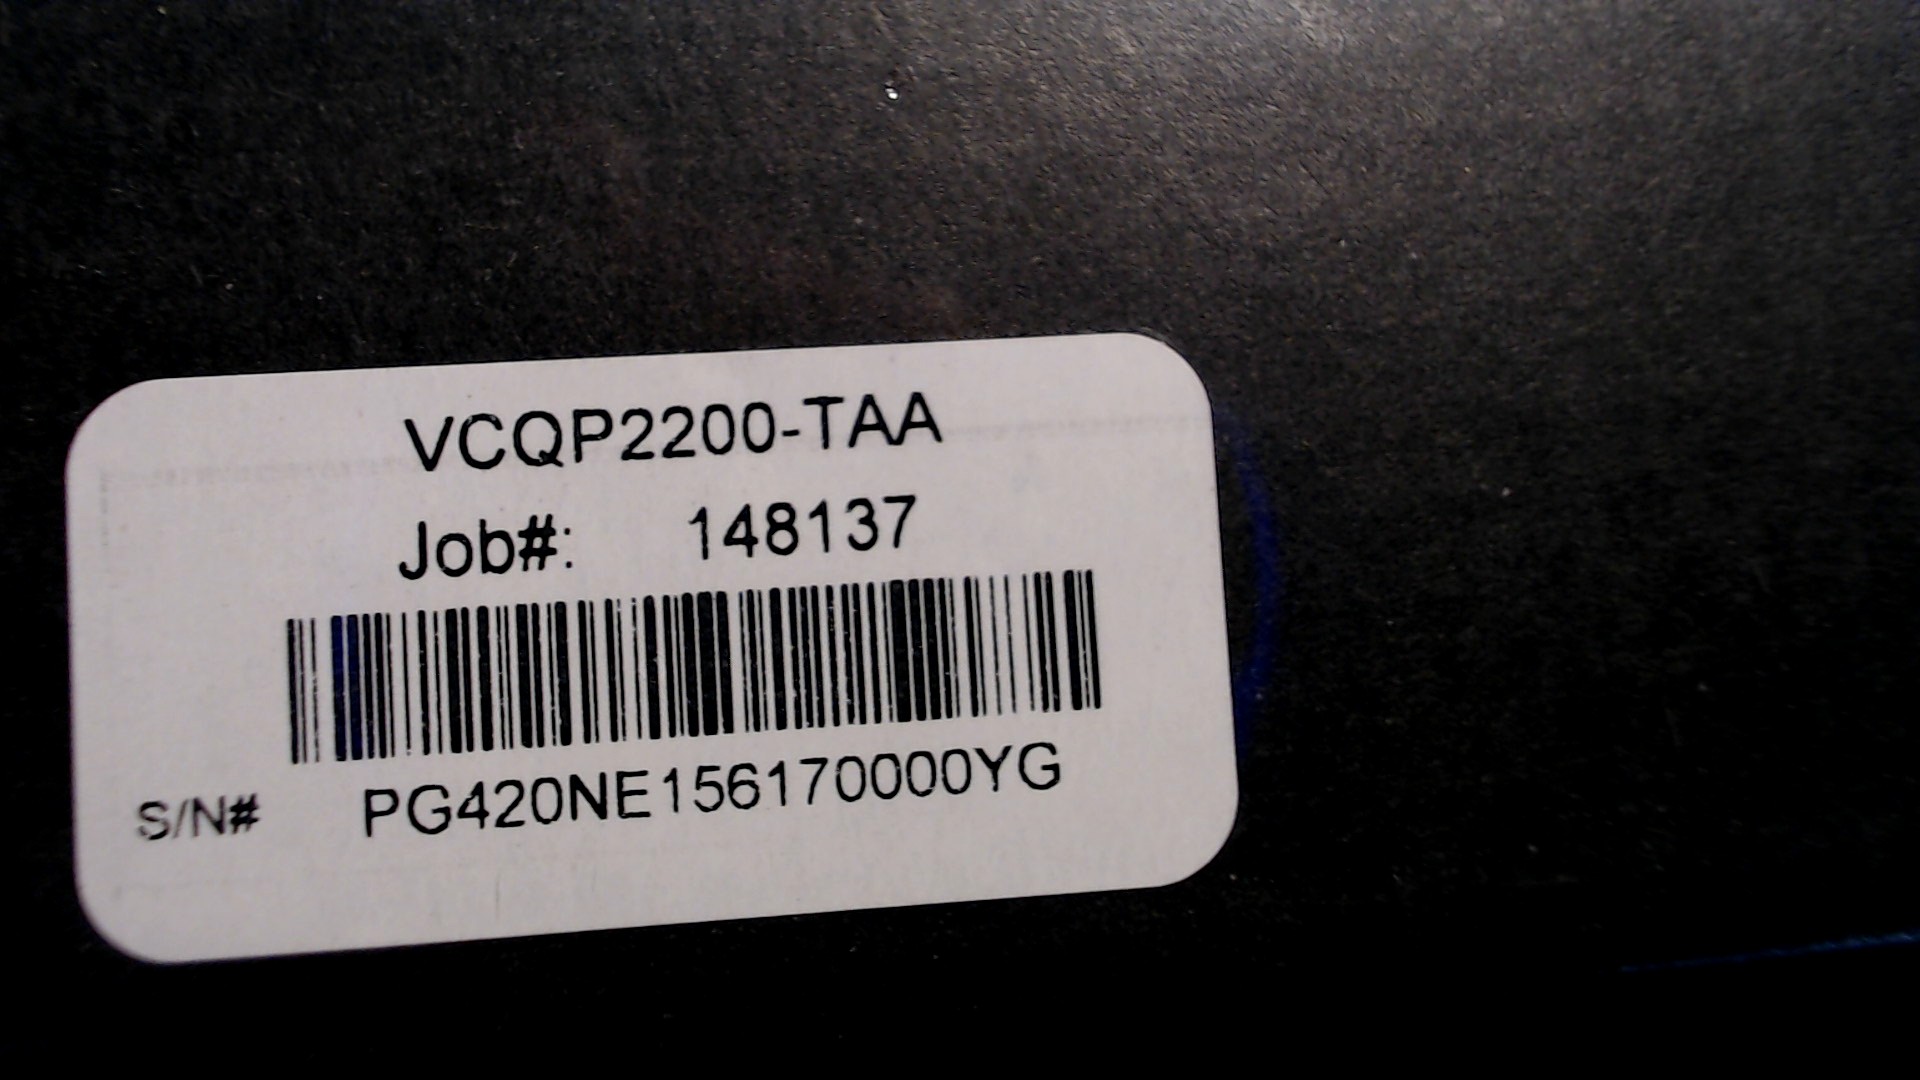 VCQP2200-TAA
Job#: 148137
S/N# PG420NE156170000YG